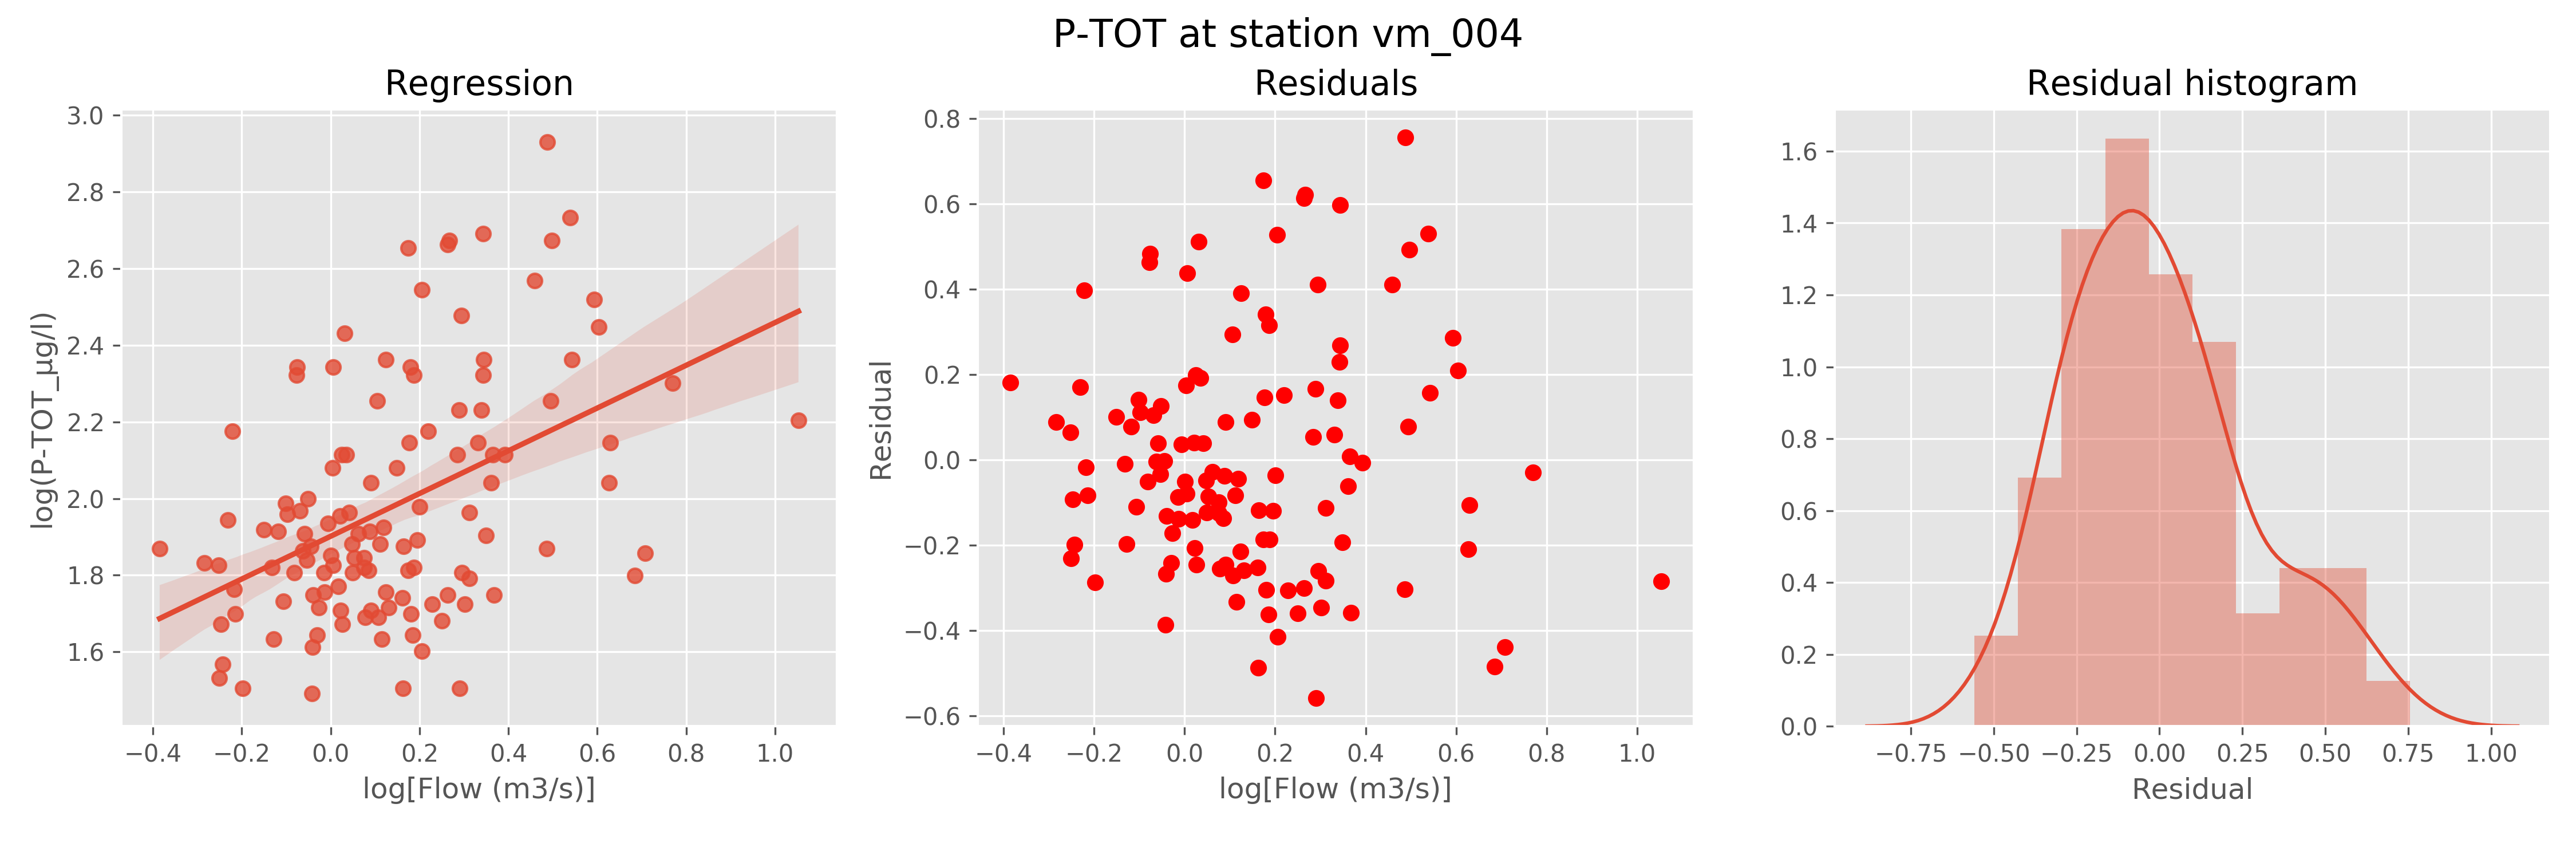 P-TOT at station vm_004
Regression
3.0
2.8
2.6
2.4
2.2
2.0
1.8
1.6
log(P-TOT_µg/l)
−0.4 −0.2 0.0 0.2 0.4 0.6 0.8 1.0
log[Flow (m3/s)]
Residuals
0.8
0.6
0.4
0.2
0.0
−0.2
−0.4
−0.6
Residual
−0.4 −0.2 0.0 0.2 0.4 0.6 0.8 1.0
log[Flow (m3/s)]
Residual histogram
1.6
1.4
1.2
1.0
0.8
0.6
0.4
0.2
0.0
−0.75 −0.50 −0.25 0.00 0.25 0.50 0.75 1.00
Residual